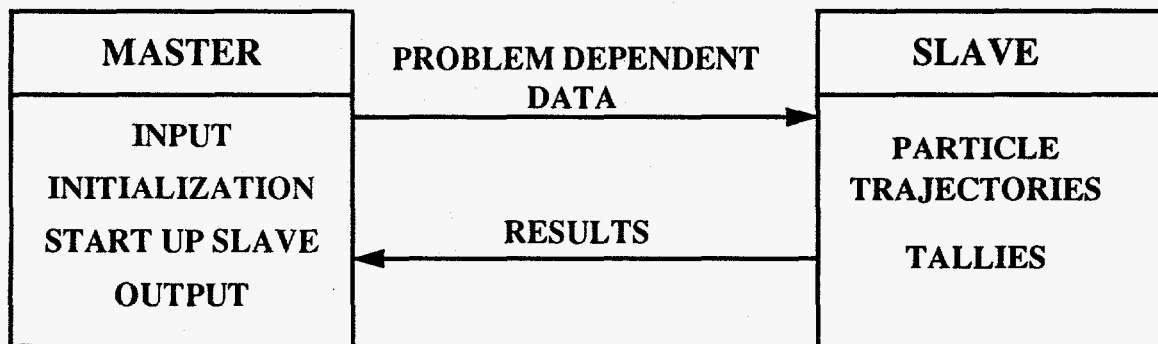 MASTER
INPUT
INITIALIZATION
START UP SLAVE
OUTPUT
PROBLEM DEPENDENT
DATA
RESULTS
SLAVE
PARTICLE
TRAJECTORIES
TALLIES